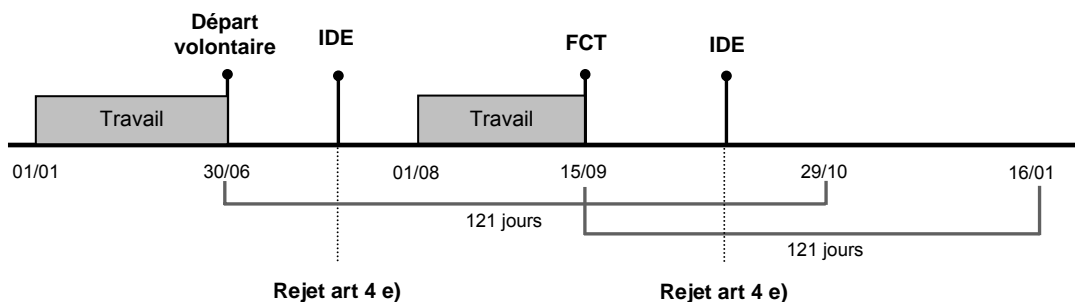 Départ
volontaire
IDE
FCT
IDE
Travail
Travail
01/01
30/06
01/08
15/09
29/10
16/01
121 jours
121 jours
Rejet art 4 e)
Rejet art 4 e)